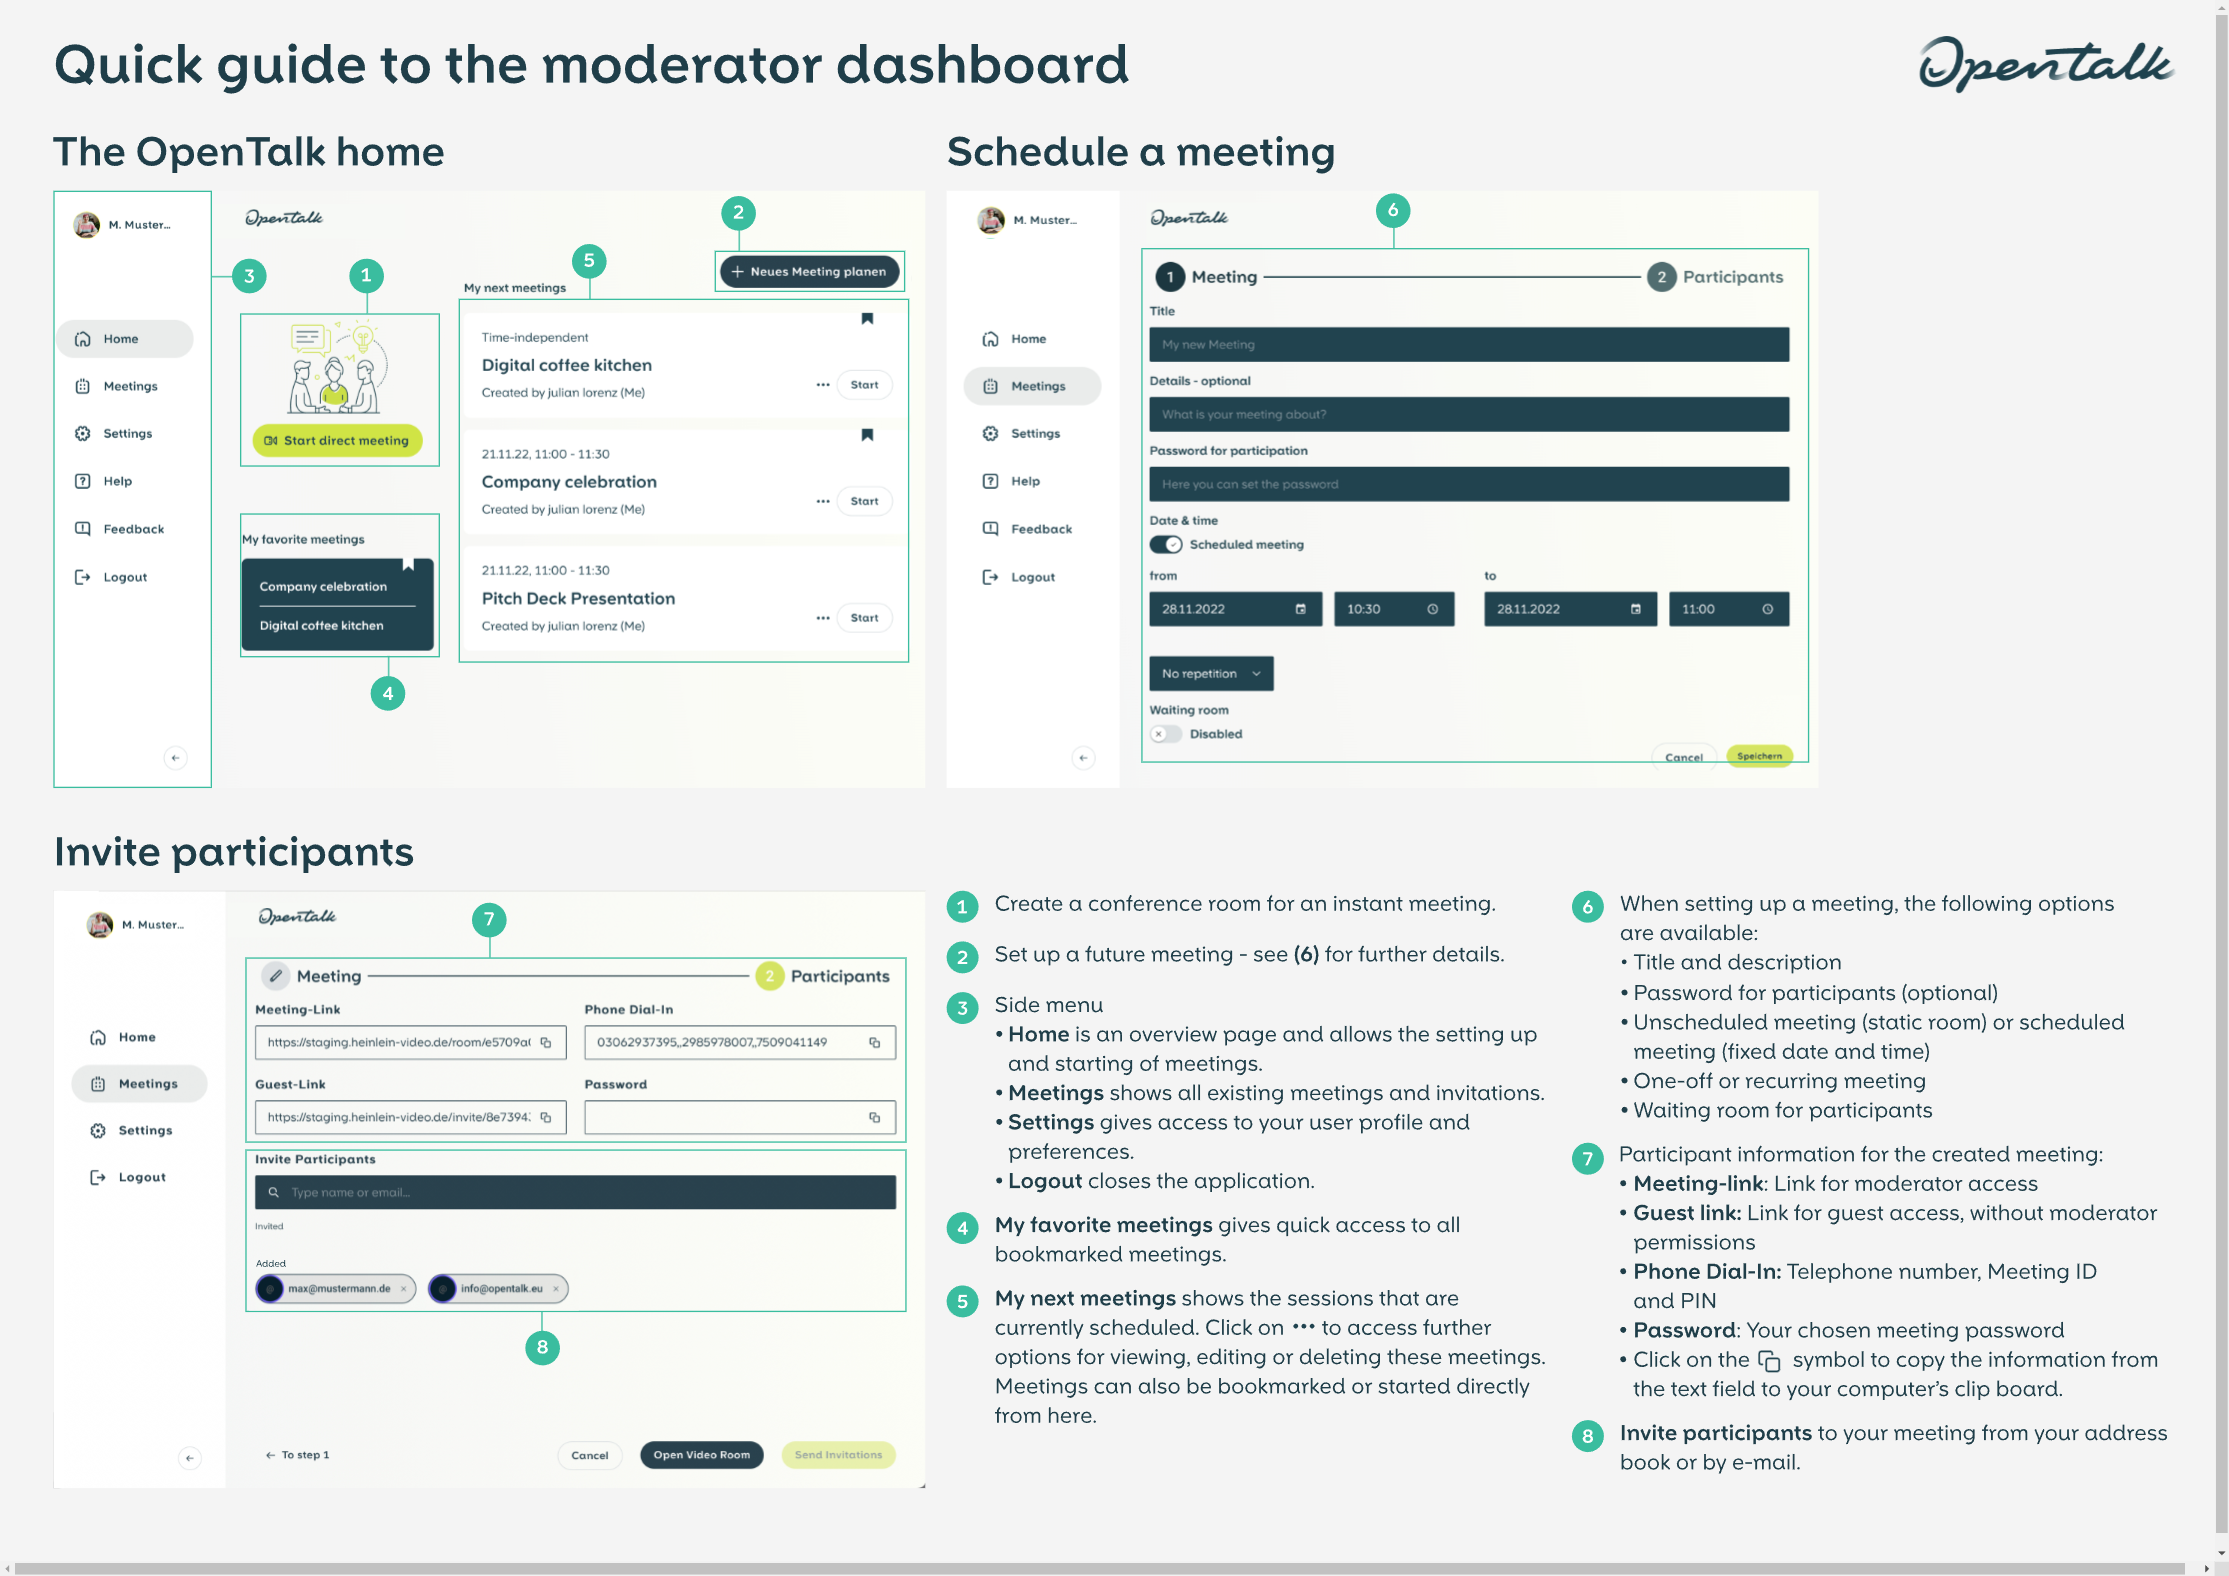 Quick guide to the moderator dashboard
Opentalk
The OpenTalk home
M. Muster...
Opentalk
3
1
5
2
Neues Meeting planen
My next meetings
Home
Meetings
Settings
Help
Feedback
Logout
Start direct meeting
My favorite meetings
Company celebration
Digital coffee kitchen
4
Time-independent
Digital coffee kitchen
Created by julian lorenz (Me)
Start
21.11.22, 11:00 - 11:30
Company celebration
Created by julian lorenz (Me)
Start
21.11.22, 11:00 - 11:30
Pitch Deck Presentation
Created by julian lorenz (Me)
Start
Schedule a meeting
M. Muster...
Opentalk
6
Home
Meetings
Settings
Help
Feedback
Logout
1 Meeting
2 Participants
Title
My new Meeting
Details - optional
What is your meeting about?
Password for participation
Here you can set the password
Date & time
Scheduled meeting
from
to
28.11.2022
10:30
28.11.2022
11:00
No repetition
Waiting room
Disabled
Cancel
Speichern
Invite participants
M. Muster...
Opentalk
7
Home
Meetings
Settings
Logout
Meeting
2 Participants
Meeting-Link
Phone Dial-In
https://staging.heinlein-video.de/room/e5709a(
03062937395,,2985978007,,7509041149
Guest-Link
Password
https://staging.heinlein-video.de/invite/8e7394:
Invite Participants
Type name or email...
Invited
Added
max@mustermann.de ×
info@opentalk.eu ×
8
← To step 1
Cancel
Open Video Room
Send Invitations
1 Create a conference room for an instant meeting.
2 Set up a future meeting - see (6) for further details.
3 Side menu
• Home is an overview page and allows the setting up
and starting of meetings.
• Meetings shows all existing meetings and invitations.
• Settings gives access to your user profile and
preferences.
• Logout closes the application.
4 My favorite meetings gives quick access to all
bookmarked meetings.
5 My next meetings shows the sessions that are
currently scheduled. Click on ••• to access further
options for viewing, editing or deleting these meetings.
Meetings can also be bookmarked or started directly
from here.
6 When setting up a meeting, the following options
are available:
• Title and description
• Password for participants (optional)
• Unscheduled meeting (static room) or scheduled
meeting (fixed date and time)
• One-off or recurring meeting
• Waiting room for participants
7 Participant information for the created meeting:
• Meeting-link: Link for moderator access
• Guest link: Link for guest access, without moderator
permissions
• Phone Dial-In: Telephone number, Meeting ID
and PIN
• Password: Your chosen meeting password
• Click on the symbol to copy the information from
the text field to your computer’s clip board.
8 Invite participants to your meeting from your address
book or by e-mail.